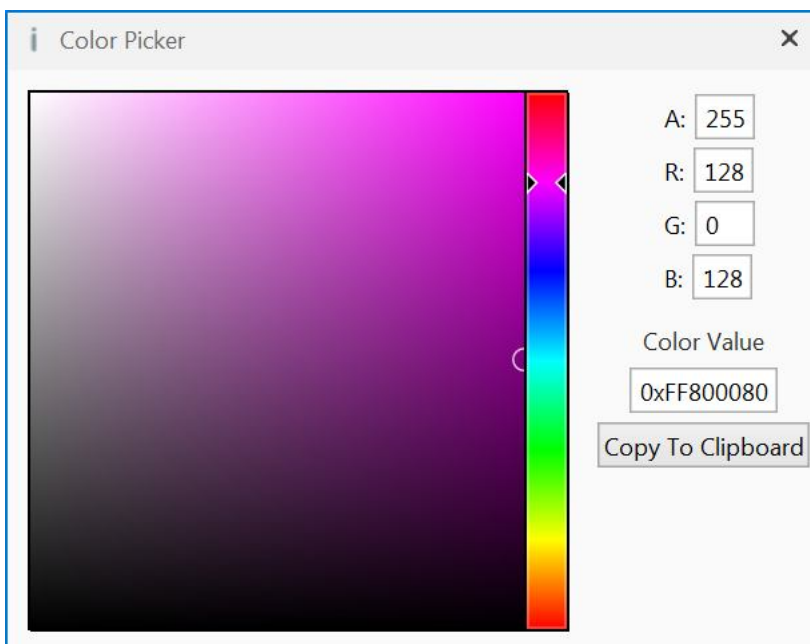 Color Picker
A: 255
R: 128
G: 0
B: 128
Color Value
0xFF800080
Copy To Clipboard